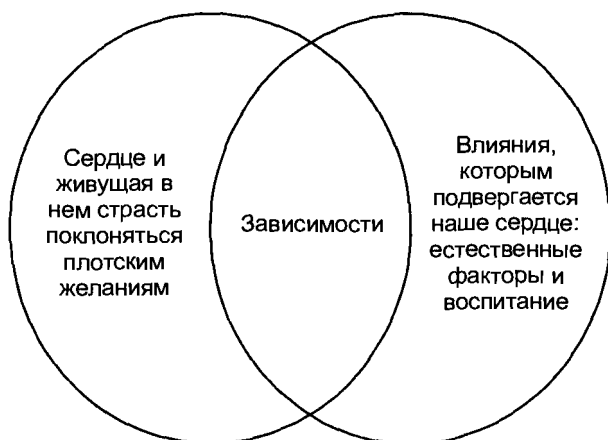 Сердце и
живущая в
нем страсть
поклоняться
плотским
желаниям
Зависимости
Влияния,
которым
подвергается
наше сердце:
естественные
факторы и
воспитание